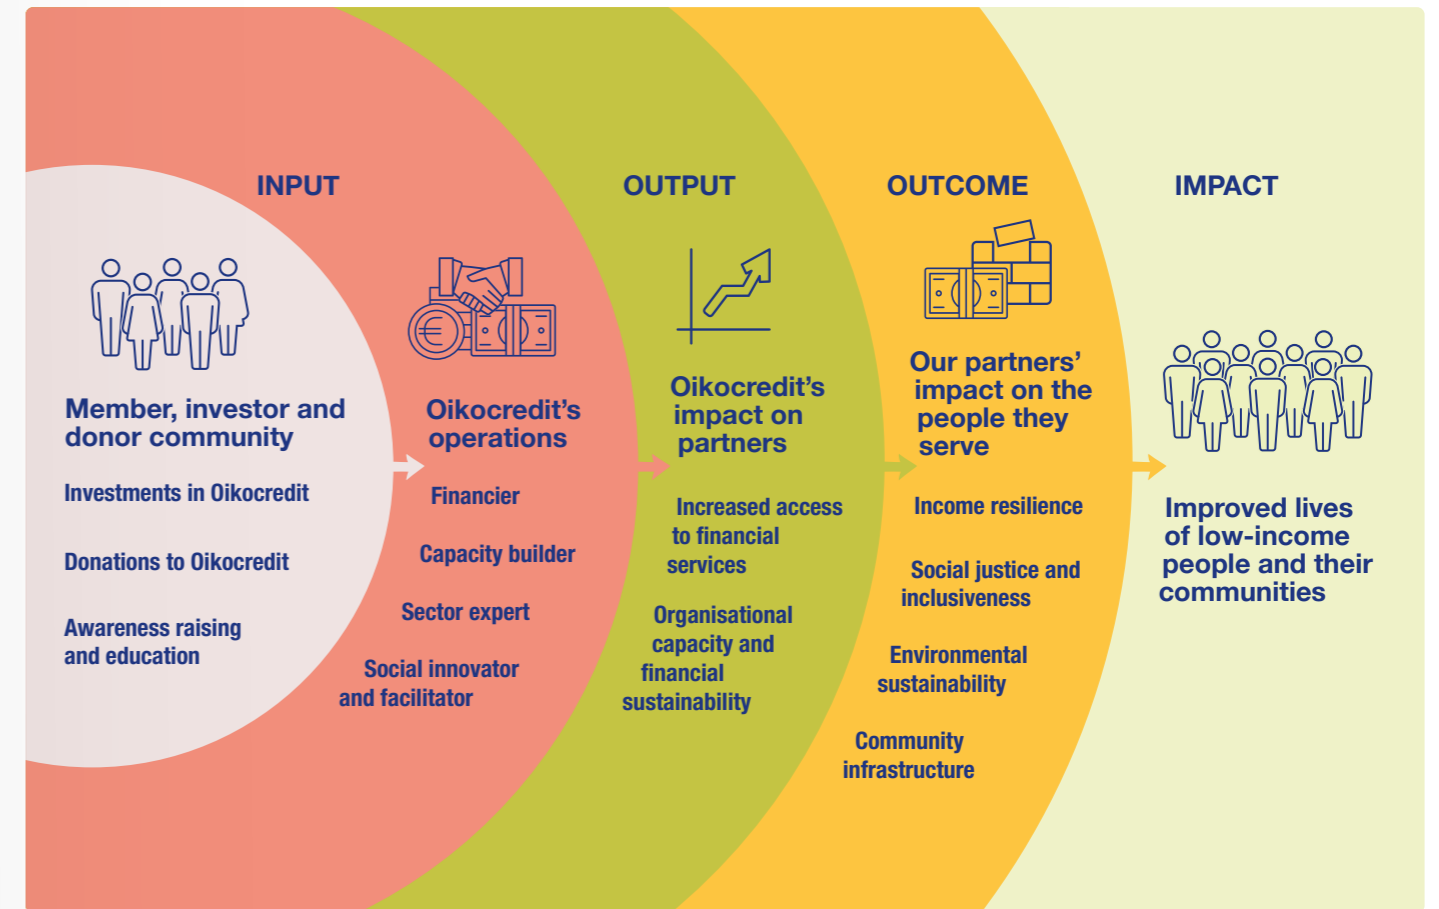 INPUT
OUTPUT
OUTCOME
IMPACT
Member, investor and
donor community
Investments in Oikocredit
Donations to Oikocredit
Awareness raising
and education
Oikocredit’s
operations
Financier
Capacity builder
Sector expert
Social innovator
and facilitator
Oikocredit’s
impact on
partners
Increased access
to financial
services
Organisational
capacity and
financial
sustainability
Our partners’
impact on the
people they
serve
Income resilience
Social justice and
inclusiveness
Environmental
sustainability
Community
infrastructure
Improved lives
of low-income
people and their
communities